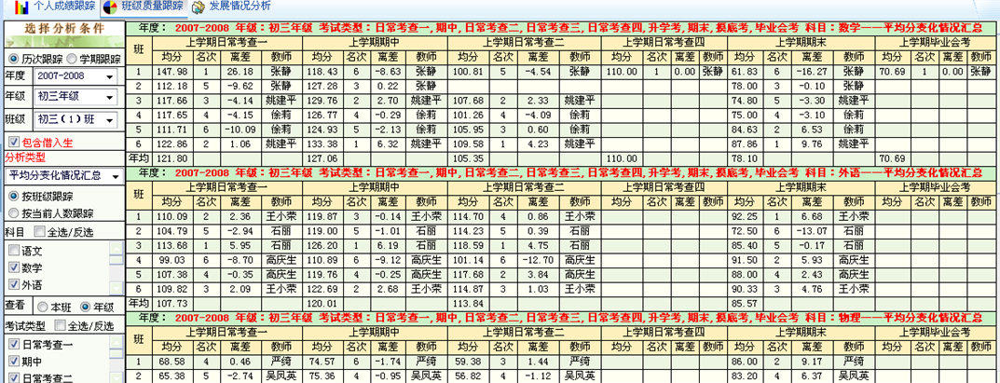 个人成绩跟踪 班级质量跟踪 发展情况分析
选择分析条件
历次跟踪 学期跟踪
年度 2007-2008
年级 初三年级
班级 初三(1)班
包含借入生
分析类型
平均分变化情况汇总
按班级跟踪
按当前人数跟踪
科目 全选/反选
语文
数学
外语
查看 本班 年级
考试类型 全选/反选
日常考查一
期中
日常考查二
年度: 2007-2008 年级:初三年级 考试类型:日常考查一,期中,日常考查二,日常考查三,日常考查四,升学考,期末,摸底考,毕业会考 科目:数学——平均分变化情况汇总
班 上学期日常考查一 上学期期中 上学期日常考查二 上学期日常考查四 上学期期末 上学期毕业会考
均分 名次 离差 教师 均分 名次 离差 教师 均分 名次 离差 教师 均分 名次 离差 教师 均分 名次 离差 教师 均分 名次 离差 教师
1 147.98 1 26.18 张静 118.43 6 -8.63 张静 100.81 5 -4.54 张静 110.00 1 0.00 张静 61.83 6 -16.27 张静 70.69 1 0.00 张静
2 112.18 5 -9.62 张静 127.28 3 0.22 张静 78.00 3 -0.10 张静
3 117.66 3 -4.14 姚建平 129.76 2 2.70 姚建平 107.68 2 2.33 姚建平 74.80 5 -3.30 姚建平
4 117.65 4 -4.15 徐莉 126.77 4 -0.29 徐莉 101.26 4 -4.09 徐莉 75.00 4 -3.10 徐莉
5 111.71 6 -10.09 徐莉 124.93 5 -2.13 徐莉 105.95 3 0.60 徐莉 84.63 2 6.53 徐莉
6 122.86 2 1.06 姚建平 133.38 1 6.32 姚建平 109.58 1 4.23 姚建平 87.86 1 9.76 姚建平
年均 121.80 127.06 105.35 110.00 78.10 70.69
年度: 2007-2008 年级:初三年级 考试类型:日常考查一,期中,日常考查二,日常考查三,日常考查四,升学考,期末,摸底考,毕业会考 科目:外语——平均分变化情况汇总
班 上学期日常考查一 上学期期中 上学期日常考查二 上学期日常考查四 上学期期末 上学期毕业会考
均分 名次 离差 教师 均分 名次 离差 教师 均分 名次 离差 教师 均分 名次 离差 教师 均分 名次 离差 教师 均分 名次 离差 教师
1 110.09 2 2.36 王小荣 119.87 3 -0.14 王小荣 114.70 4 0.86 王小荣 92.25 1 6.68 王小荣
2 104.79 5 -2.94 石丽 119.00 5 -1.01 石丽 114.23 5 0.39 石丽 72.50 6 -13.07 石丽
3 113.68 1 5.95 石丽 126.20 1 6.19 石丽 118.59 1 4.75 石丽 85.40 5 -0.17 石丽
4 99.03 6 -8.70 高庆生 110.89 6 -9.12 高庆生 101.14 6 -12.70 高庆生 91.50 2 5.93 高庆生
5 107.38 4 -0.35 高庆生 119.76 4 -0.25 高庆生 117.68 2 3.84 高庆生 88.00 4 2.43 高庆生
6 109.82 3 2.09 王小荣 122.69 2 2.68 王小荣 114.87 3 1.03 王小荣 90.33 3 4.76 王小荣
年均 107.73 120.01 113.84 85.57
年度: 2007-2008 年级:初三年级 考试类型:日常考查一,期中,日常考查二,日常考查三,日常考查四,升学考,期末,摸底考,毕业会考 科目:物理——平均分变化情况汇总
班 上学期日常考查一 上学期期中 上学期日常考查二 上学期日常考查四 上学期期末 上学期毕业会考
均分 名次 离差 教师 均分 名次 离差 教师 均分 名次 离差 教师 均分 名次 离差 教师 均分 名次 离差 教师 均分 名次 离差 教师
1 68.58 4 0.46 严绮 74.57 6 -1.74 严绮 59.38 3 1.44 严绮 86.00 2 9.17 严绮
2 65.38 5 -2.74 吴凤英 75.36 4 -0.95 吴凤英 56.82 4 -1.12 吴凤英 83.20 4 6.37 吴凤英